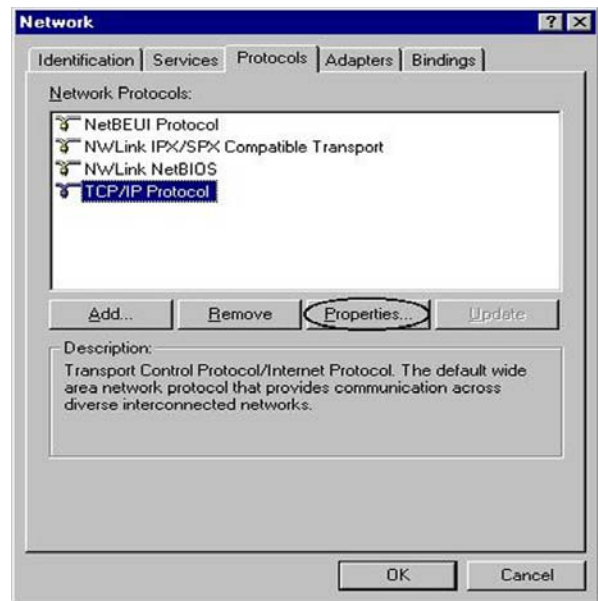 Network
Identification Services Protocols Adapters Bindings
Network Protocols:
NetBEUI Protocol
NWLink IPX/SPX Compatible Transport
NWLink NetBIOS
TCP/IP Protocol
Add... Remove Properties... Update
Description:
Transport Control Protocol/Internet Protocol. The default wide
area network protocol that provides communication across
diverse interconnected networks.
OK Cancel